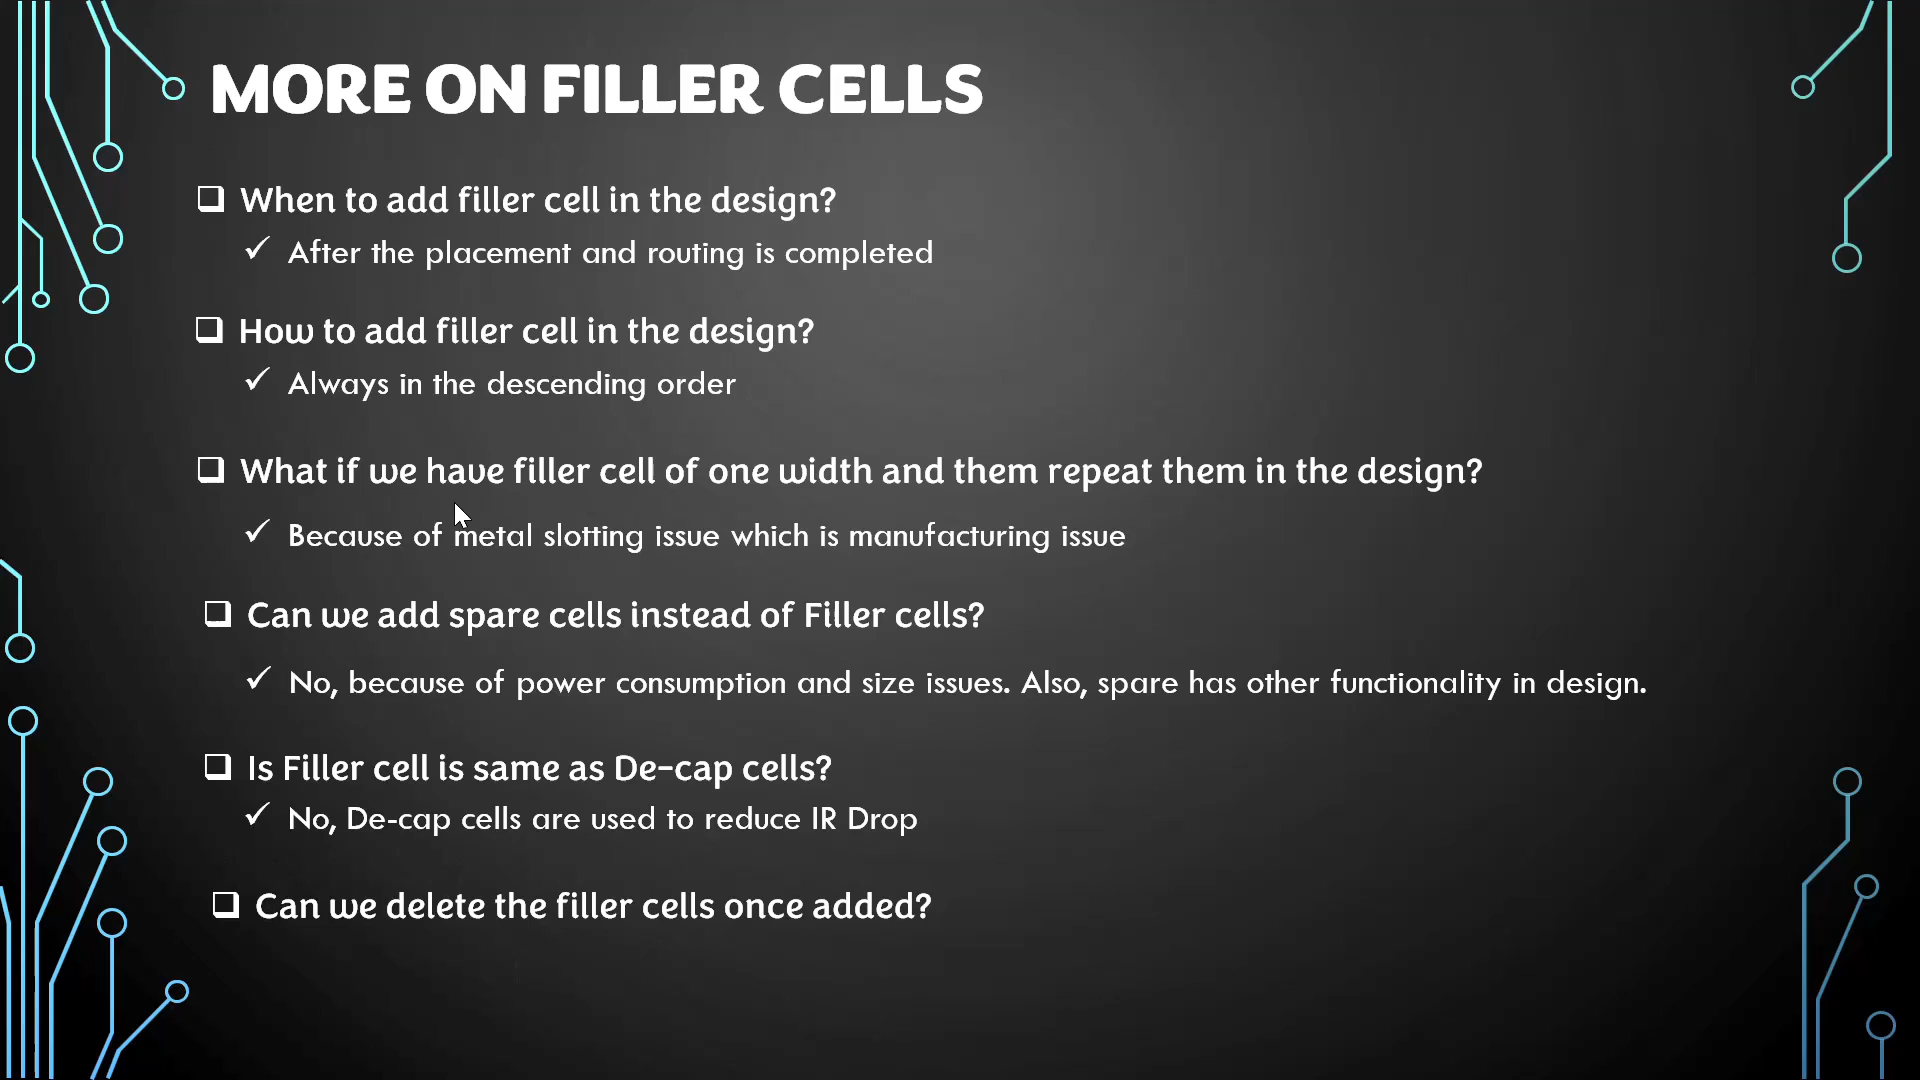 MORE ON FILLER CELLS
When to add filler cell in the design?
After the placement and routing is completed
How to add filler cell in the design?
Always in the descending order
What if we have filler cell of one width and them repeat them in the design?
Because of metal slotting issue which is manufacturing issue
Can we add spare cells instead of Filler cells?
No, because of power consumption and size issues. Also, spare has other functionality in design.
Is Filler cell is same as De-cap cells?
No, De-cap cells are used to reduce IR Drop
Can we delete the filler cells once added?